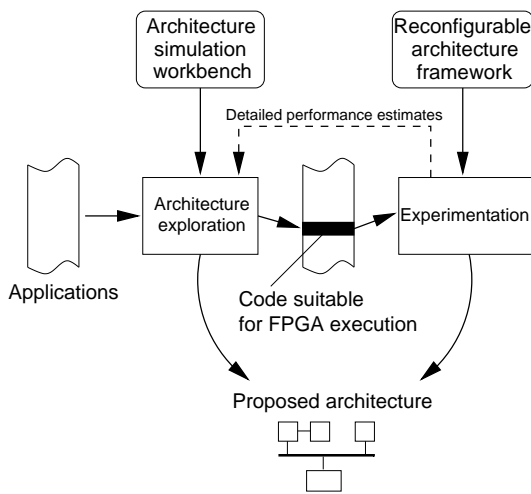 Architecture
simulation
workbench
Reconfigurable
architecture
framework
Detailed performance estimates
Architecture
exploration
Experimentation
Applications
Code suitable
for FPGA execution
Proposed architecture